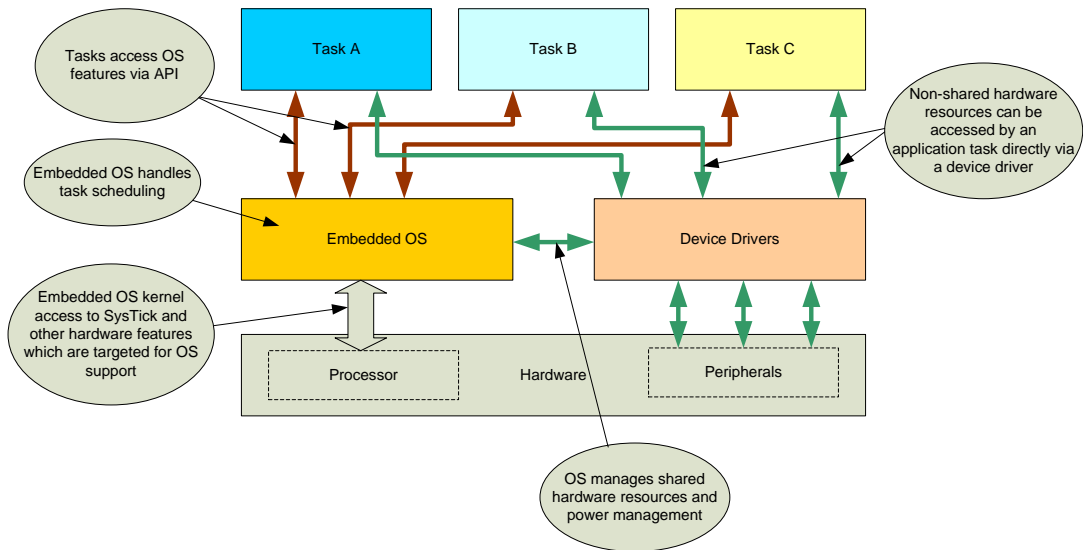 Tasks access OS
features via API
Task A
Task B
Task C
Non-shared hardware
resources can be
accessed by an
application task directly via
a device driver
Embedded OS handles
task scheduling
Embedded OS
Device Drivers
Embedded OS kernel
access to SysTick and
other hardware features
which are targeted for OS
support
Processor
Hardware
Peripherals
OS manages shared
hardware resources and
power management